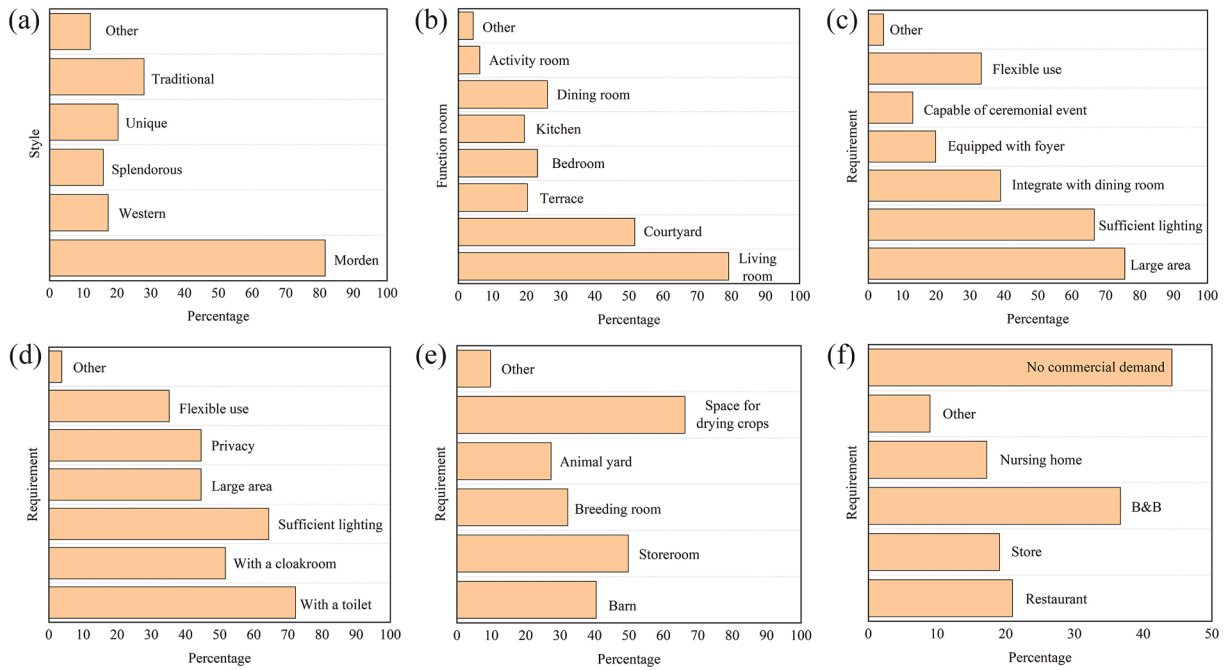 (a)
Style
Other
Traditional
Unique
Splendorous
Western
Morden
0 10 20 30 40 50 60 70 80 90 100
Percentage
(b)
Function room
Other
Activity room
Dining room
Kitchen
Bedroom
Terrace
Courtyard
Living
room
0 10 20 30 40 50 60 70 80 90 100
Percentage
(c)
Requirement
Other
Flexible use
Capable of ceremonial event
Equipped with foyer
Integrate with dining room
Sufficient lighting
Large area
0 10 20 30 40 50 60 70 80 90 100
Percentage
(d)
Requirement
Other
Flexible use
Privacy
Large area
Sufficient lighting
With a cloakroom
With a toilet
0 10 20 30 40 50 60 70 80 90 100
Percentage
(e)
Requirement
Other
Space for
drying crops
Animal yard
Breeding room
Storeroom
Barn
0 10 20 30 40 50 60 70 80 90 100
Percentage
(f)
Requirement
No commercial demand
Other
Nursing home
B&B
Store
Restaurant
0 10 20 30 40 50
Percentage